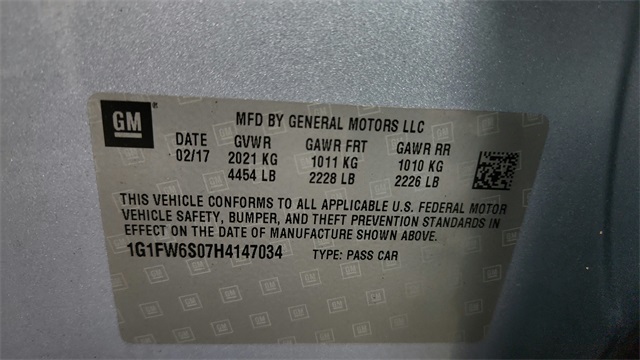 GM
MFD BY GENERAL MOTORS LLC
DATE GVWR GAWR FRT GAWR RR
02/17 2021 KG 1011 KG 1010 KG
4454 LB 2228 LB 2226 LB
THIS VEHICLE CONFORMS TO ALL APPLICABLE U.S. FEDERAL MOTOR
VEHICLE SAFETY, BUMPER, AND THEFT PREVENTION STANDARDS IN
EFFECT ON THE DATE OF MANUFACTURE SHOWN ABOVE.
1G1FW6S07H4147034 TYPE: PASS CAR